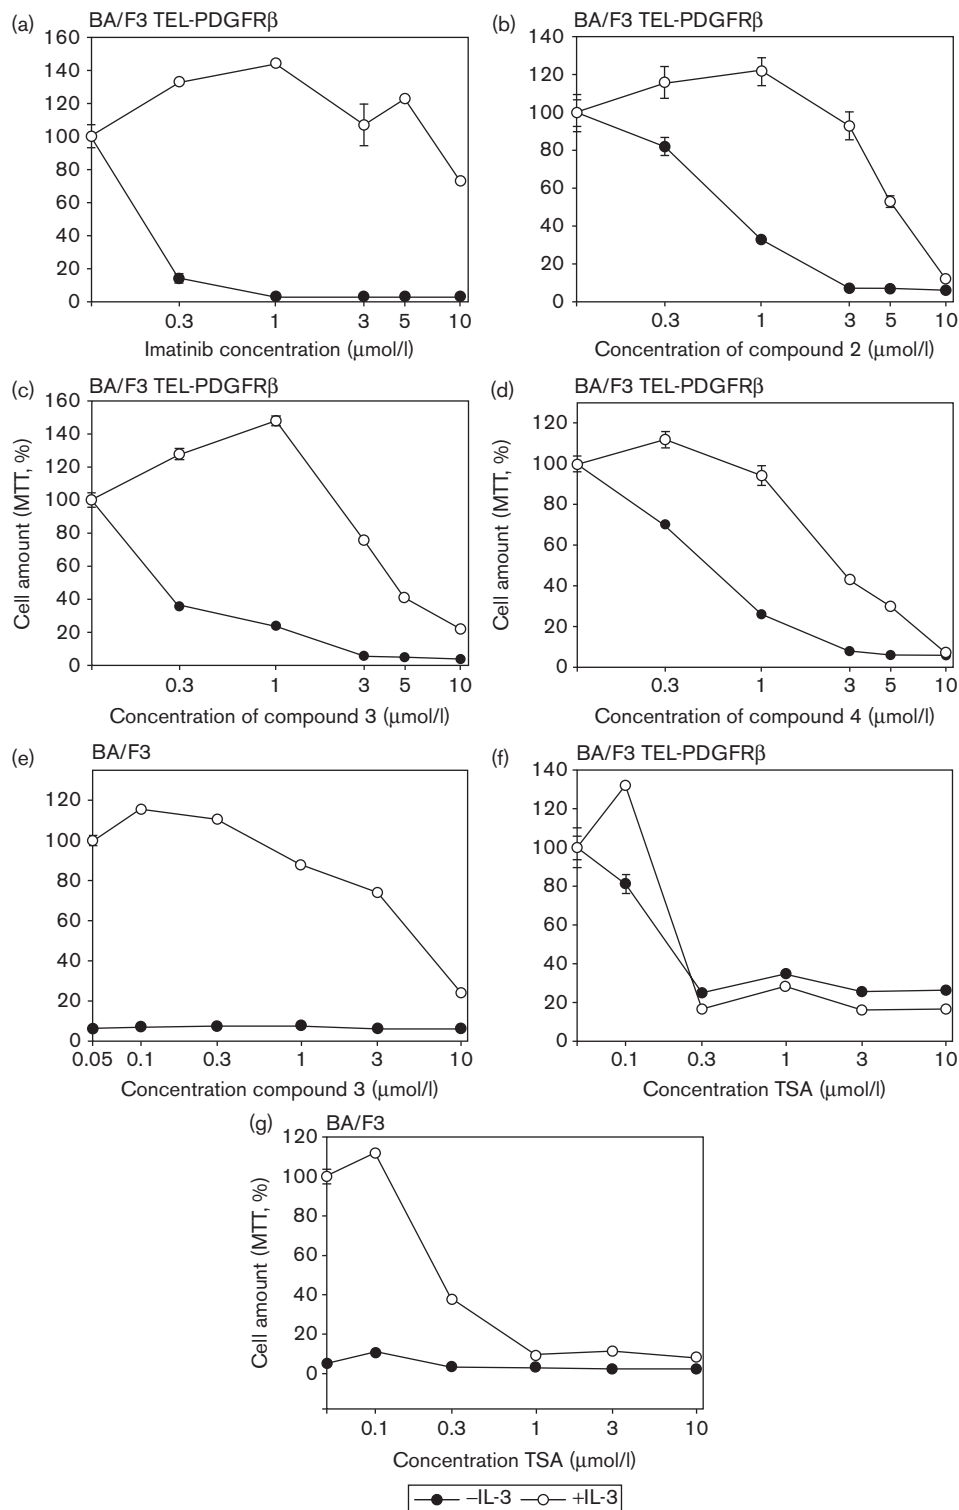 (a) BA/F3 TEL-PDGFRβ
160
140
120
100
80
60
40
20
0
0.3 1 3 5 10
Imatinib concentration (μmol/l)
(b) BA/F3 TEL-PDGFRβ
140
120
100
80
60
40
20
0
0.3 1 3 5 10
Concentration of compound 2 (μmol/l)
(c) BA/F3 TEL-PDGFRβ
Cell amount (MTT, %)
160
140
120
100
80
60
40
20
0
0.3 1 3 5 10
Concentration of compound 3 (μmol/l)
(d) BA/F3 TEL-PDGFRβ
Cell amount (MTT, %)
120
100
80
60
40
20
0
0.3 1 3 5 10
Concentration of compound 4 (μmol/l)
(e) BA/F3
120
100
80
60
40
20
0
0.05 0.1 0.3 1 3 10
Concentration compound 3 (μmol/l)
(f) BA/F3 TEL-PDGFRβ
140
120
100
80
60
40
20
0
0.1 0.3 1 3 10
Concentration TSA (μmol/l)
(g) BA/F3
Cell amount (MTT, %)
120
100
80
60
40
20
0
0.1 0.3 1 3 10
Concentration TSA (μmol/l)
−IL-3 +IL-3